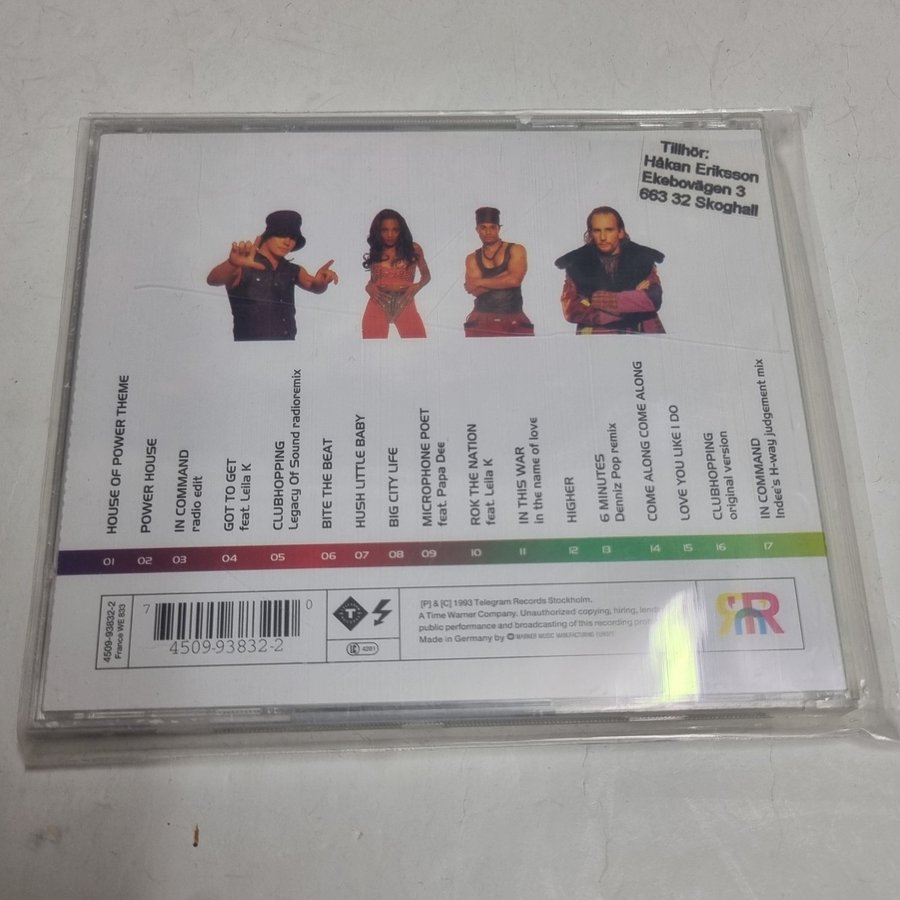 Tillhör:
Håkan Eriksson
Ekebovägen 3
663 32 Skoghall
HOUSE OF POWER THEME
POWER HOUSE
IN COMMAND
radio edit
GOT TO GET
feat. Leila K
CLUBHOPPING
Legacy Of Sound radioremix
BITE THE BEAT
HUSH LITTLE BABY
BIG CITY LIFE
MICROPHONE POET
feat. Papa Dee
ROK THE NATION
feat Leila K
IN THIS WAR
in the name of love
HIGHER
6 MINUTES
Denniz Pop remix
COME ALONG COME ALONG
LOVE YOU LIKE I DO
CLUBHOPPING
original version
IN COMMAND
Indee's H-way judgement mix
01 02 03 04 05 06 07 08 09 10 11 12 13 14 15 16 17
4509-93832-2
France WE 833
7 0
4509-93832-2
T
LC 4281
[P] & [C] 1993 Telegram Records Stockholm.
A Time Warner Company. Unauthorized copying, hiring,
public performance and broadcasting of this recording
Made in Germany by WARNER MUSIC MANUFACTURING EUROPE